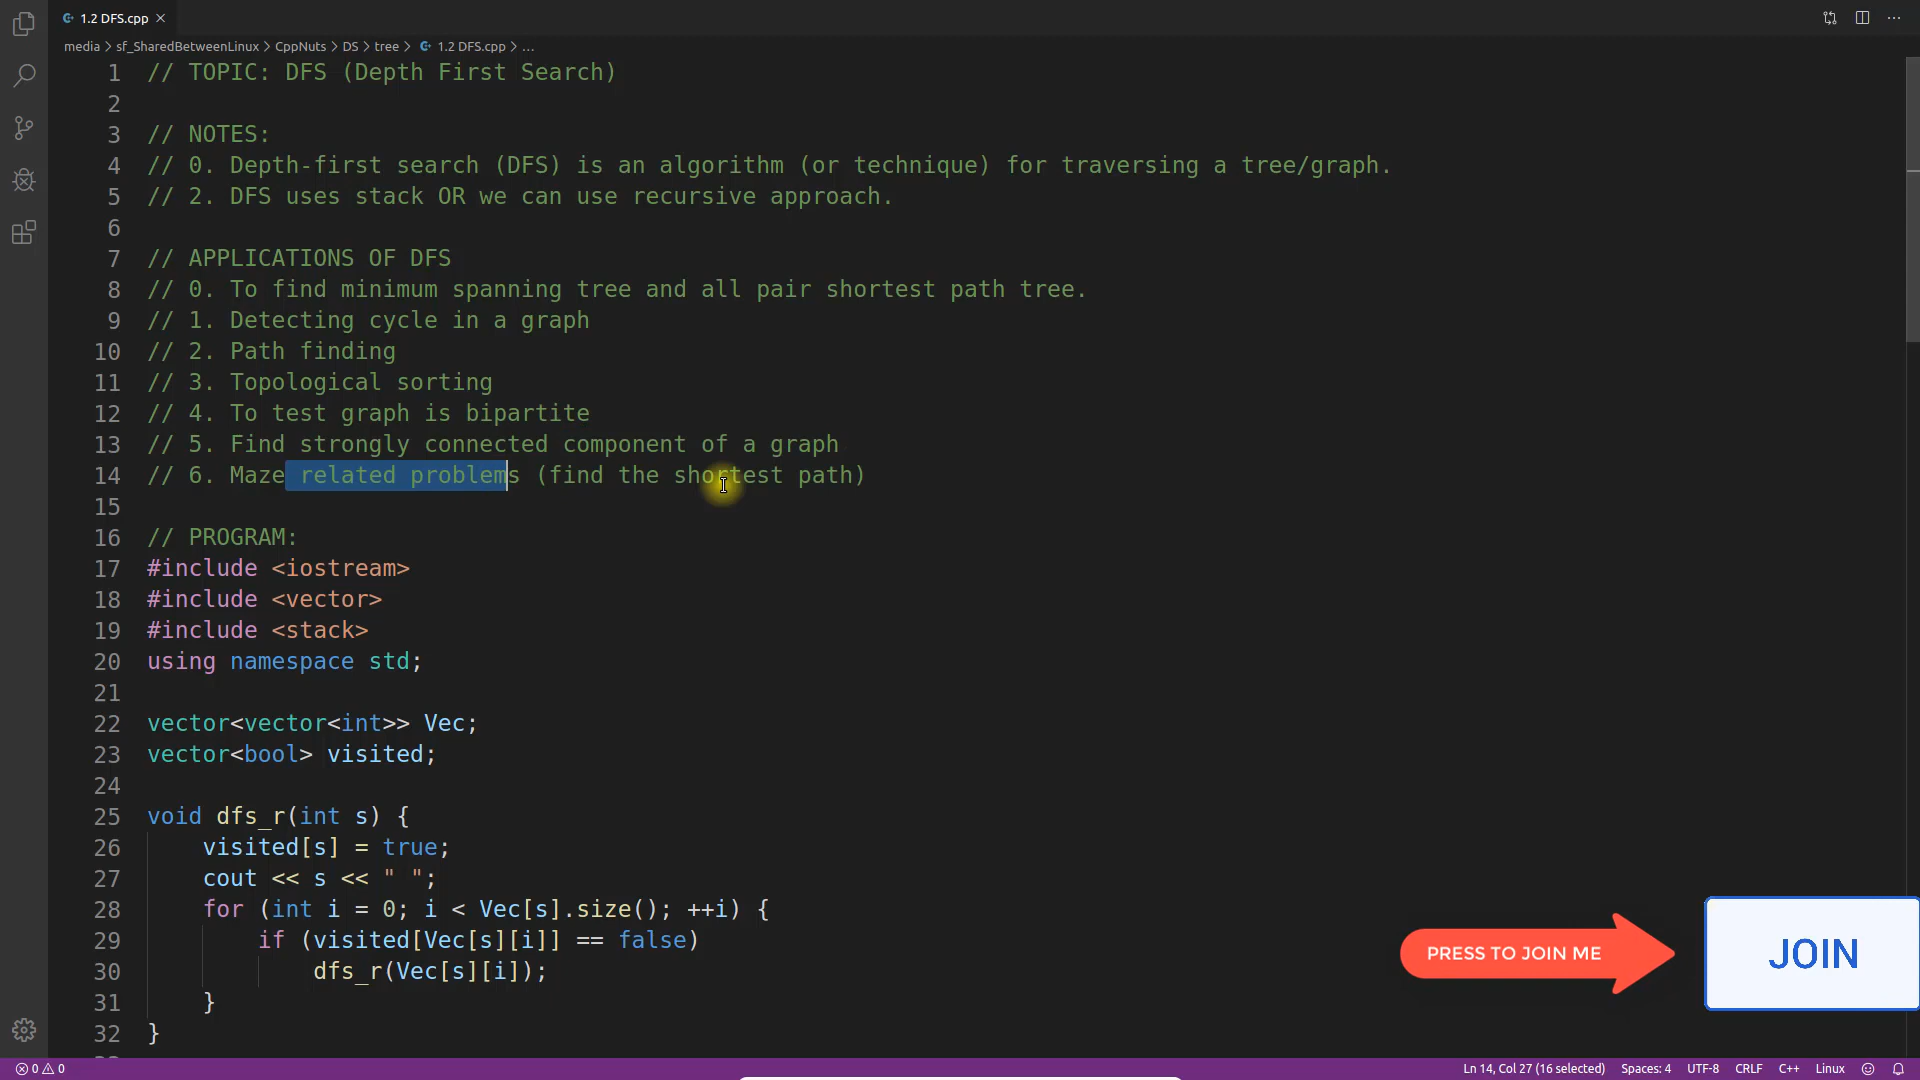 1.2 DFS.cpp
media > sf_SharedBetweenLinux > CppNuts > DS > tree > 1.2 DFS.cpp > ...
1 // TOPIC: DFS (Depth First Search)
2
3 // NOTES:
4 // 0. Depth-first search (DFS) is an algorithm (or technique) for traversing a tree/graph.
5 // 2. DFS uses stack OR we can use recursive approach.
6
7 // APPLICATIONS OF DFS
8 // 0. To find minimum spanning tree and all pair shortest path tree.
9 // 1. Detecting cycle in a graph
10 // 2. Path finding
11 // 3. Topological sorting
12 // 4. To test graph is bipartite
13 // 5. Find strongly connected component of a graph
14 // 6. Maze related problems (find the shortest path)
15
16 // PROGRAM:
17 #include <iostream>
18 #include <vector>
19 #include <stack>
20 using namespace std;
21
22 vector<vector<int>> Vec;
23 vector<bool> visited;
24
25 void dfs_r(int s) {
26 visited[s] = true;
27 cout << s << " ";
28 for (int i = 0; i < Vec[s].size(); ++i) {
29 if (visited[Vec[s][i]] == false)
30 dfs_r(Vec[s][i]);
31 }
32 }
PRESS TO JOIN ME
JOIN
0 0 Ln 14, Col 27 (16 selected) Spaces: 4 UTF-8 CRLF C++ Linux